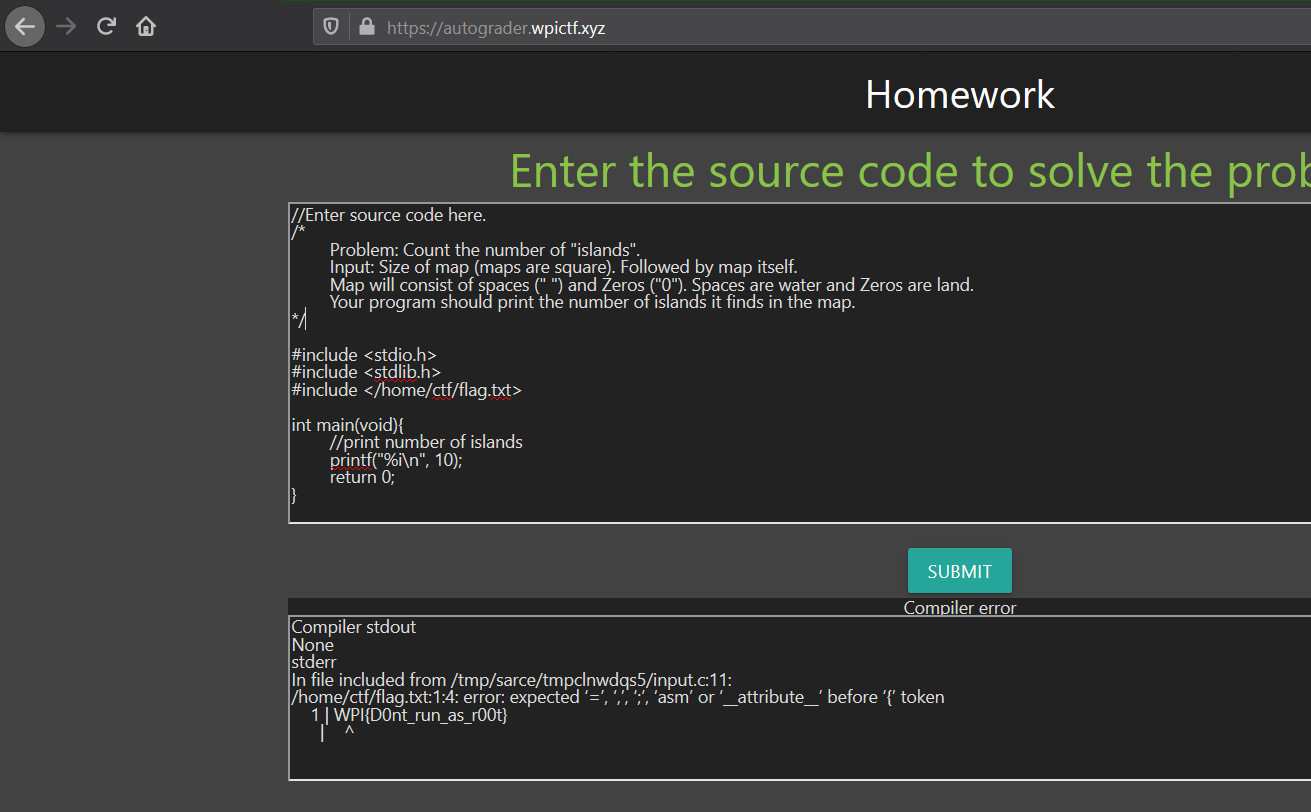 https://autograder.wpictf.xyz
Homework
Enter the source code to solve the prob
//Enter source code here.
/*
Problem: Count the number of "islands".
Input: Size of map (maps are square). Followed by map itself.
Map will consist of spaces (" ") and Zeros ("0"). Spaces are water and Zeros are land.
Your program should print the number of islands it finds in the map.
*/
#include <stdio.h>
#include <stdlib.h>
#include </home/ctf/flag.txt>
int main(void){
//print number of islands
printf("%i\n", 10);
return 0;
}
SUBMIT
Compiler error
Compiler stdout
None
stderr
In file included from /tmp/sarce/tmpclnwdqs5/input.c:11:
/home/ctf/flag.txt:1:4: error: expected ‘=’, ‘,’, ‘;’, ‘asm’ or ‘__attribute__’ before ‘{’ token
1 | WPI{D0nt_run_as_r00t}
| ^